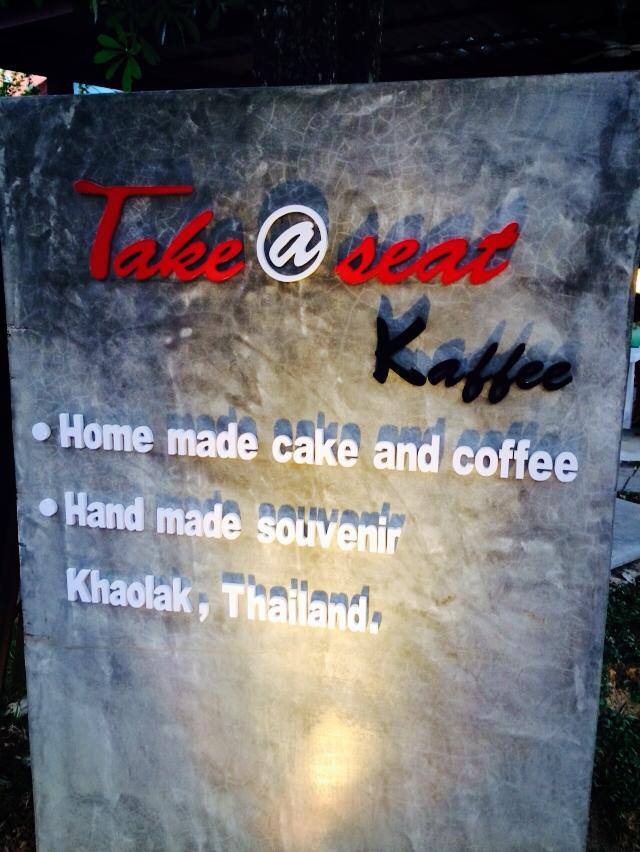 Take @ seat
Kaffee
• Home made cake and coffee
• Hand made souvenir
Khaolak, Thailand.